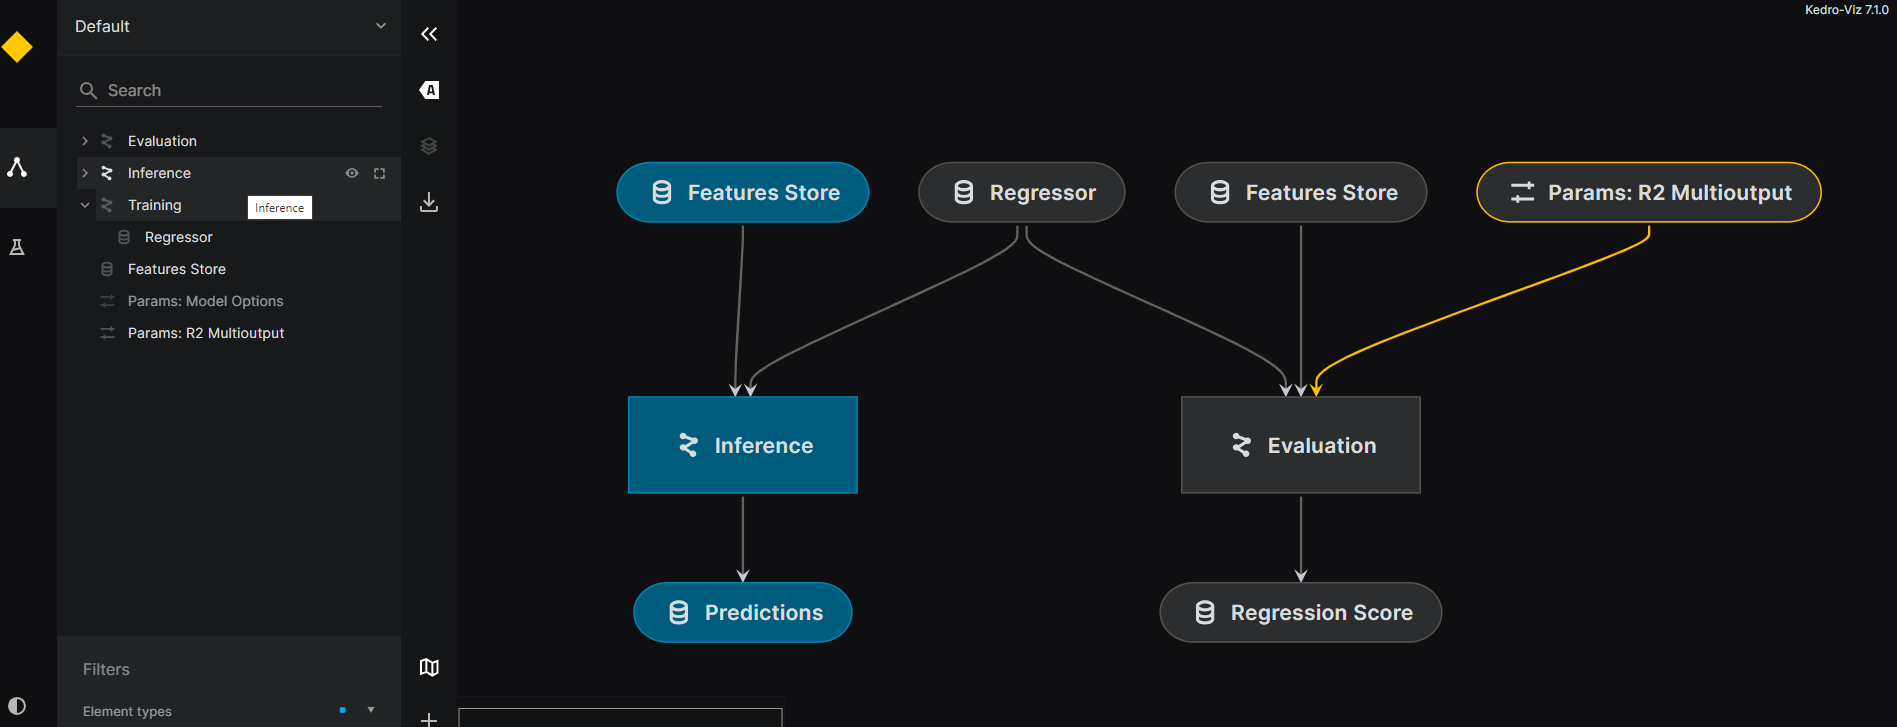 Kedro-Viz 7.1.0
Default
Search
Evaluation
Inference
Training
Inference
Regressor
Features Store
Params: Model Options
Params: R2 Multioutput
Filters
Element types
A
Features Store
Regressor
Features Store
Params: R2 Multioutput
Inference
Evaluation
Predictions
Regression Score